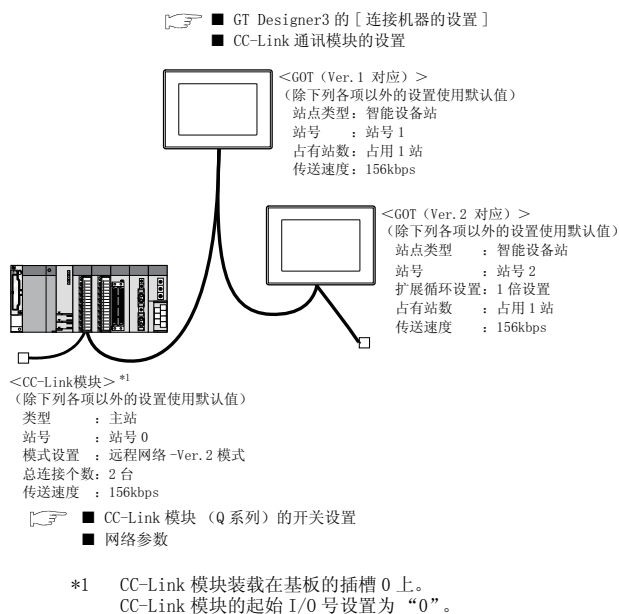 ■ GT Designer3 的 [ 连接机器的设置 ]
■ CC-Link 通讯模块的设置
＜GOT（Ver.1 对应）＞
（除下列各项以外的设置使用默认值）
站点类型：智能设备站
站号 ：站号 1
占有站数：占用 1 站
传送速度：156kbps
＜GOT（Ver.2 对应）＞
（除下列各项以外的设置使用默认值）
站点类型 ：智能设备站
站号 ：站号 2
扩展循环设置：1 倍设置
占有站数 ：占用 1 站
传送速度 ：156kbps
＜CC-Link模块＞*1
（除下列各项以外的设置使用默认值）
类型 ：主站
站号 ：站号 0
模式设置 ：远程网络 -Ver.2 模式
总连接个数：2 台
传送速度 ：156kbps
■ CC-Link 模块 （Q 系列）的开关设置
■ 网络参数
*1 CC-Link 模块装载在基板的插槽 0 上。
CC-Link 模块的起始 I/O 号设置为 “0”。